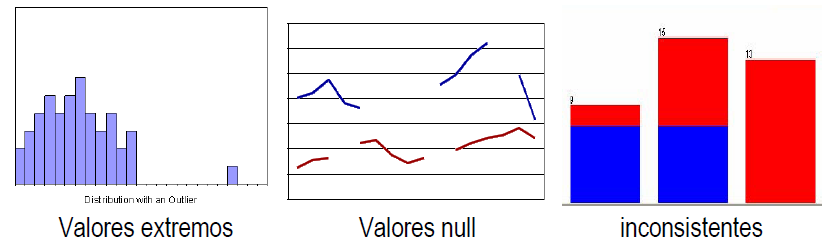 9
15
13
Distribution with an Outlier
Valores extremos
Valores null
inconsistentes